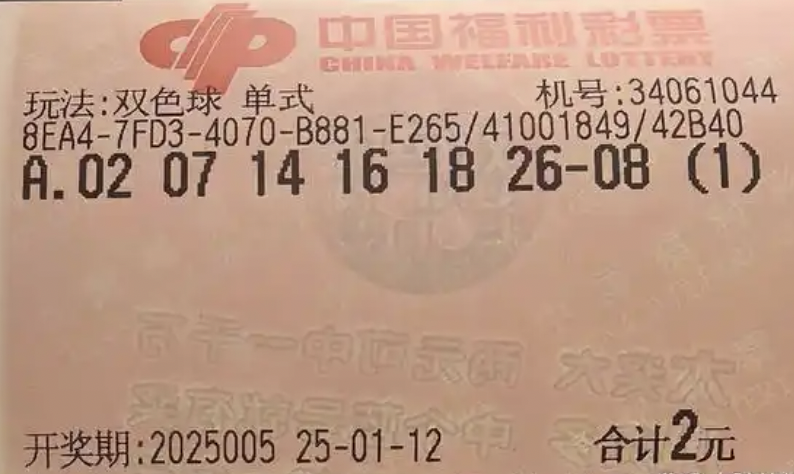 中国福利彩票
CHINA WELFARE LOTTERY
玩法:双色球 单式 机号:34061044
8EA4-7FD3-4070-B881-E265/41001849/42B40
A.02 07 14 16 18 26-08 (1)
开奖期:2025005 25-01-12 合计2元